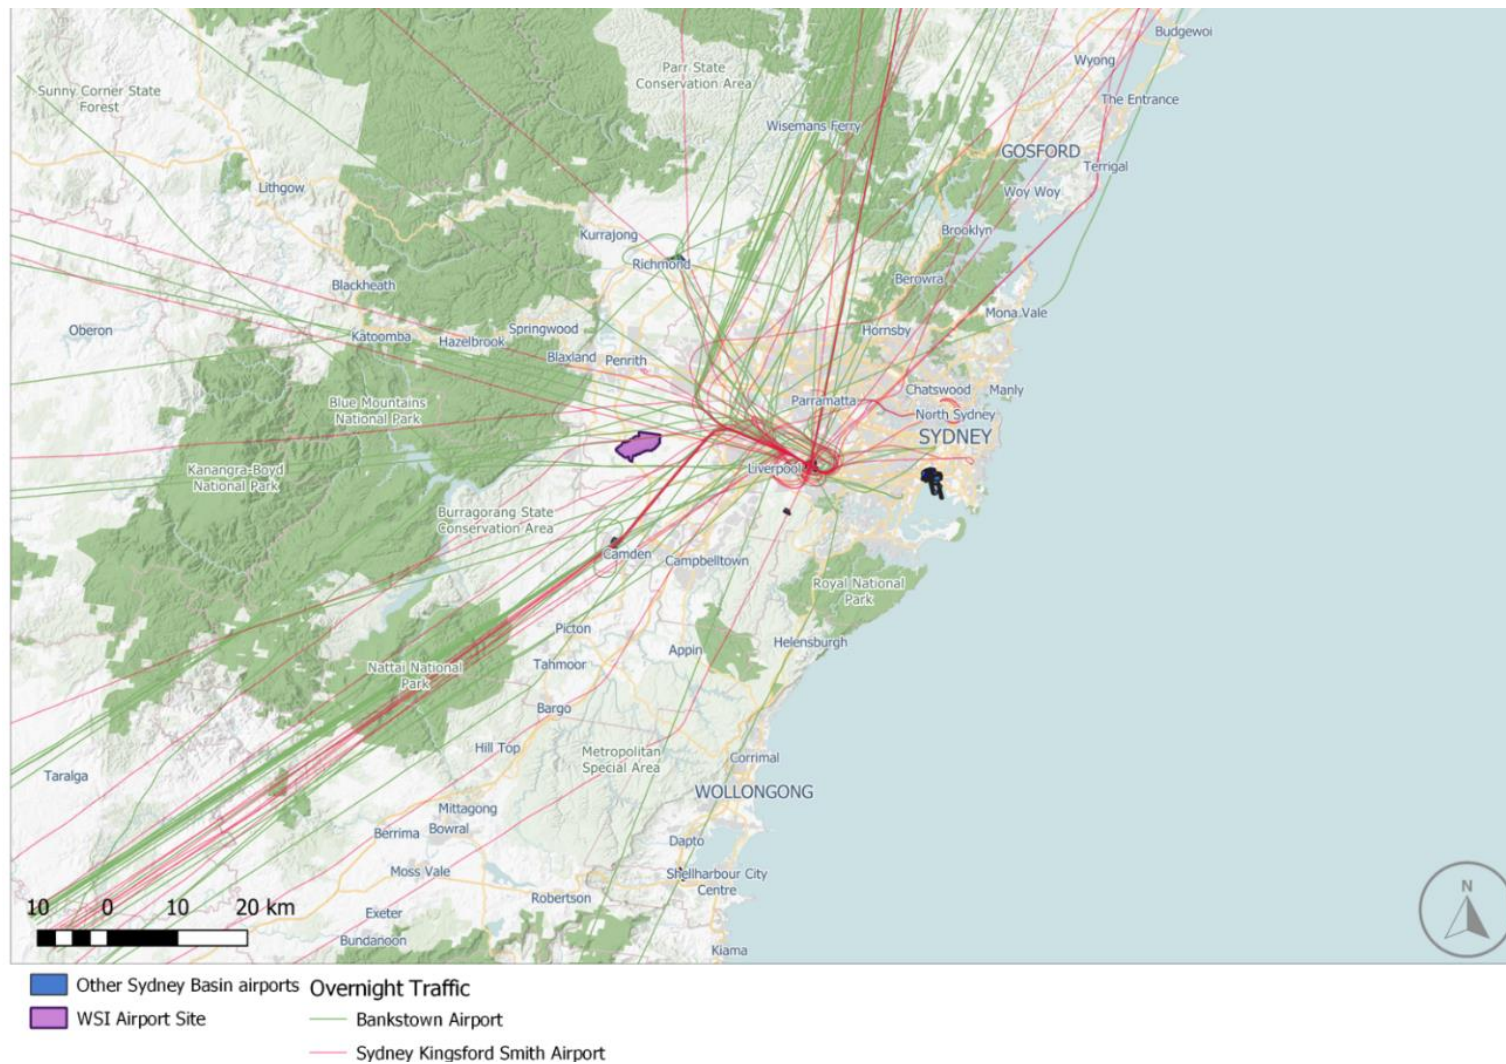 Budgewoi
Wyong
Parr State
Conservation Area
Sunny Corner State
Forest
The Entrance
Wisemans Ferry
GOSFORD
Terrigal
Lithgow
Woy Woy
Kurrajong
Brooklyn
Richmond
Berowra
Blackheath
Mona Vale
Oberon
Springwood
Hornsby
Katoomba
Hazelbrook
Blaxland
Penrith
Chatswood
Manly
Parramatta
Blue Mountains
National Park
North Sydney
SYDNEY
Kanangra-Boyd
National Park
Liverpool
Burragorang State
Conservation Area
Camden
Campbelltown
Royal National
Park
Picton
Helensburgh
Appin
Tahmoor
Nattai National
Park
Bargo
Hill Top
Metropolitan
Special Area
Corrimal
Taralga
WOLLONGONG
Mittagong
Berrima
Bowral
Dapto
Moss Vale
Shellharbour City
Centre
Robertson
Exeter
Bundanoon
Kiama
N
10 0 10 20 km
Other Sydney Basin airports
WSI Airport Site
Overnight Traffic
Bankstown Airport
Sydney Kingsford Smith Airport